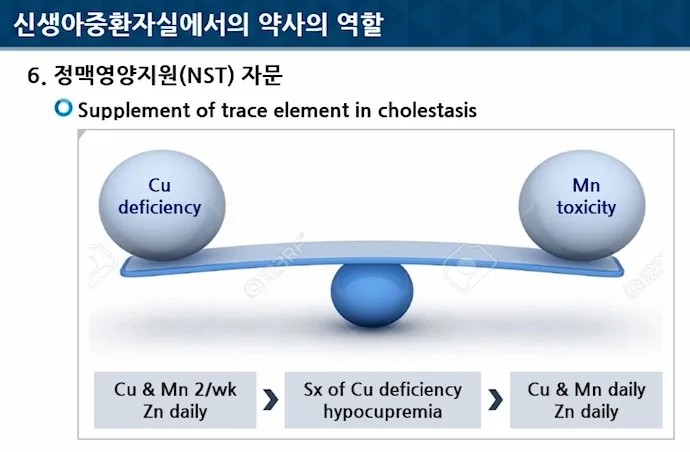 신생아중환자실에서의 약사의 역할
6. 정맥영양지원(NST) 자문
Supplement of trace element in cholestasis
Cu
deficiency
Mn
toxicity
Cu & Mn 2/wk
Zn daily
Sx of Cu deficiency
hypocupremia
Cu & Mn daily
Zn daily